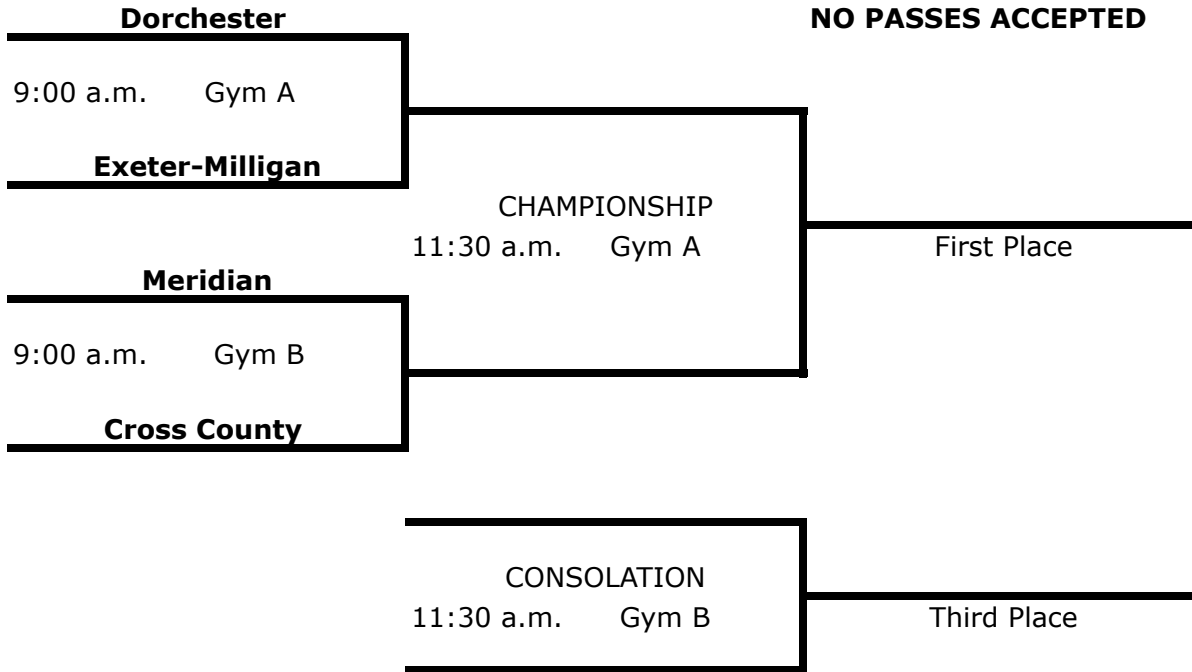 Dorchester
NO PASSES ACCEPTED
9:00 a.m. Gym A
Exeter-Milligan
CHAMPIONSHIP
11:30 a.m. Gym A
First Place
Meridian
9:00 a.m. Gym B
Cross County
CONSOLATION
11:30 a.m. Gym B
Third Place